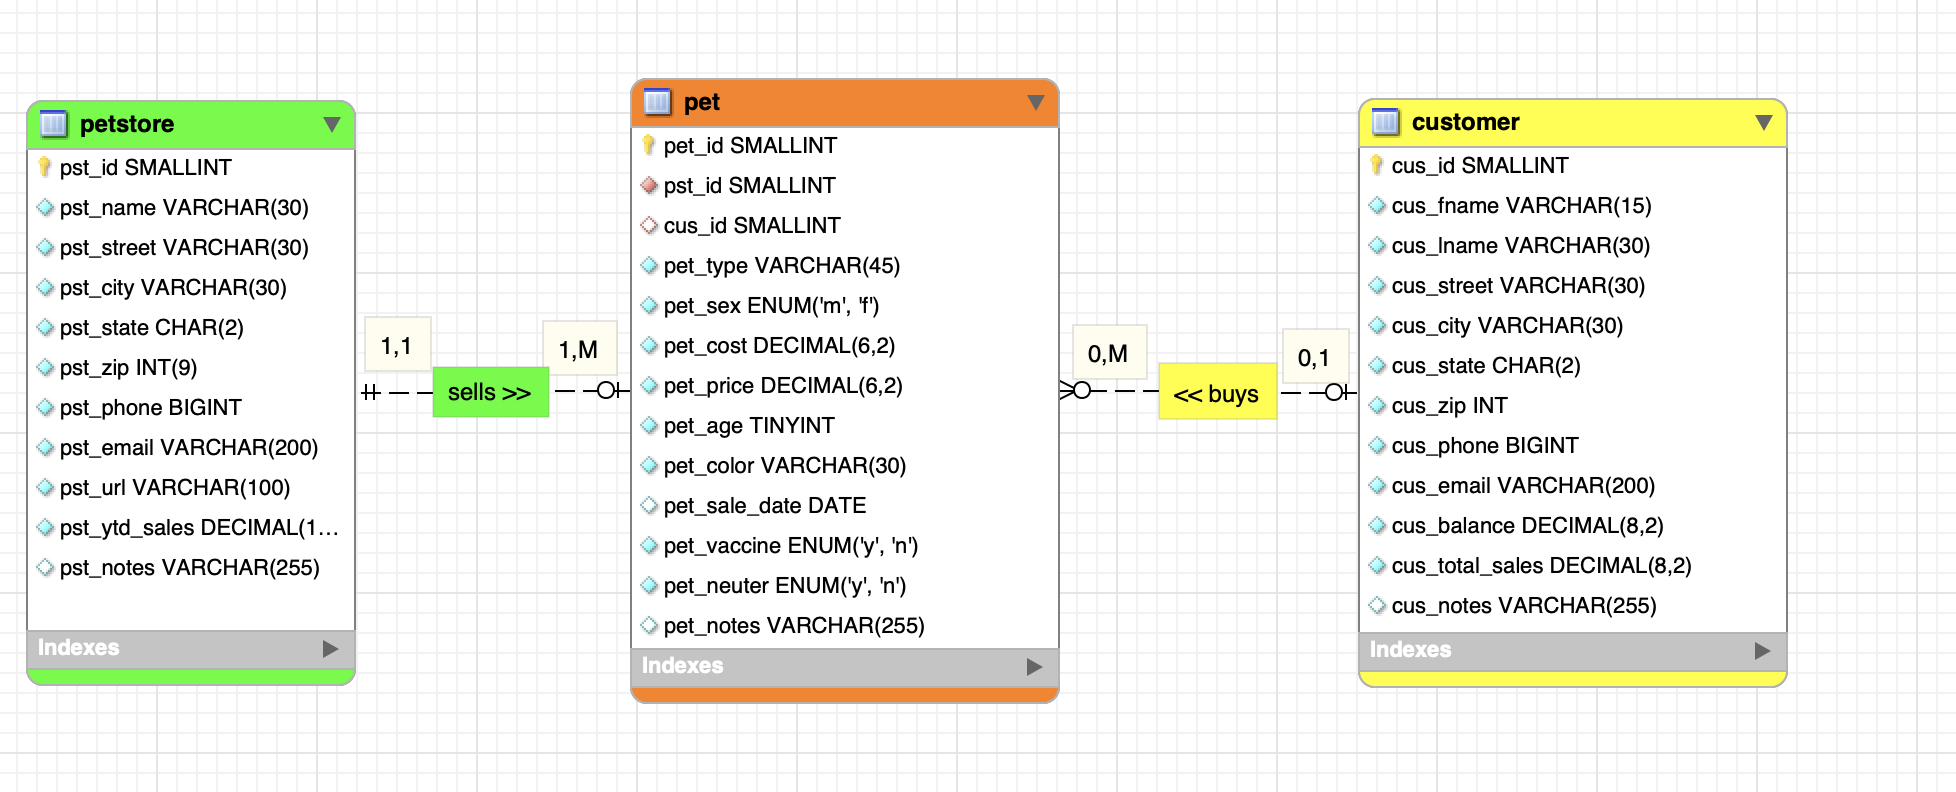 petstore
pst_id SMALLINT
pst_name VARCHAR(30)
pst_street VARCHAR(30)
pst_city VARCHAR(30)
pst_state CHAR(2)
pst_zip INT(9)
pst_phone BIGINT
pst_email VARCHAR(200)
pst_url VARCHAR(100)
pst_ytd_sales DECIMAL(1...
pst_notes VARCHAR(255)
Indexes
1,1
sells >>
1,M
pet
pet_id SMALLINT
pst_id SMALLINT
cus_id SMALLINT
pet_type VARCHAR(45)
pet_sex ENUM('m', 'f')
pet_cost DECIMAL(6,2)
pet_price DECIMAL(6,2)
pet_age TINYINT
pet_color VARCHAR(30)
pet_sale_date DATE
pet_vaccine ENUM('y', 'n')
pet_neuter ENUM('y', 'n')
pet_notes VARCHAR(255)
Indexes
0,M
<< buys
0,1
customer
cus_id SMALLINT
cus_fname VARCHAR(15)
cus_lname VARCHAR(30)
cus_street VARCHAR(30)
cus_city VARCHAR(30)
cus_state CHAR(2)
cus_zip INT
cus_phone BIGINT
cus_email VARCHAR(200)
cus_balance DECIMAL(8,2)
cus_total_sales DECIMAL(8,2)
cus_notes VARCHAR(255)
Indexes